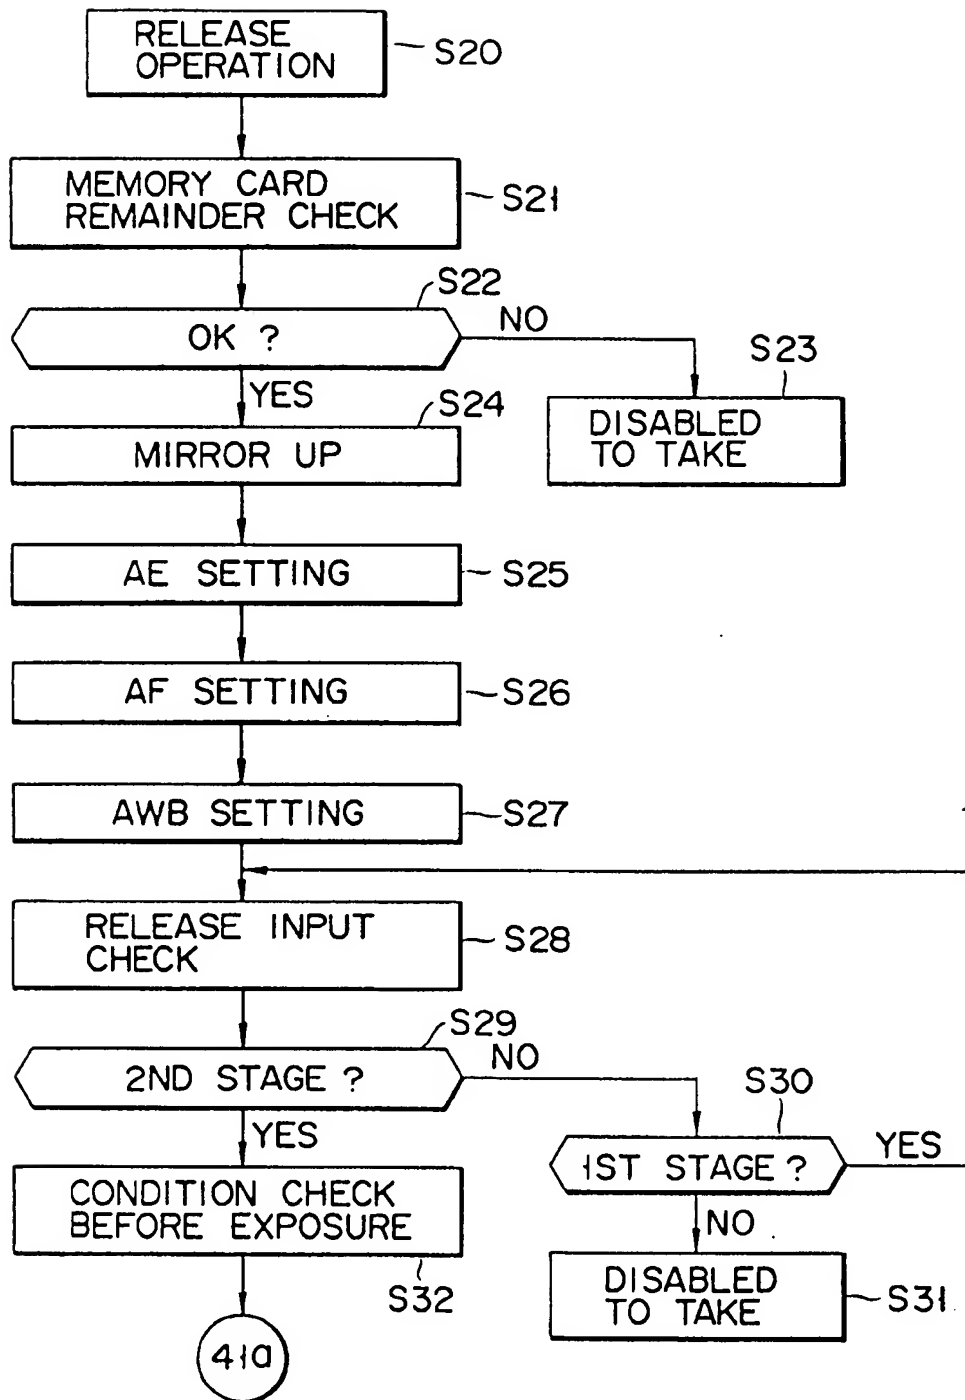 RELEASE
OPERATION
S20
MEMORY CARD
REMAINDER CHECK
S21
S22
OK ?
NO
YES
S23
DISABLED
TO TAKE
S24
MIRROR UP
AE SETTING
S25
AF SETTING
S26
AWB SETTING
S27
RELEASE INPUT
CHECK
S28
S29
2ND STAGE ?
NO
YES
S30
1ST STAGE ?
YES
NO
CONDITION CHECK
BEFORE EXPOSURE
S32
DISABLED
TO TAKE
S31
41a